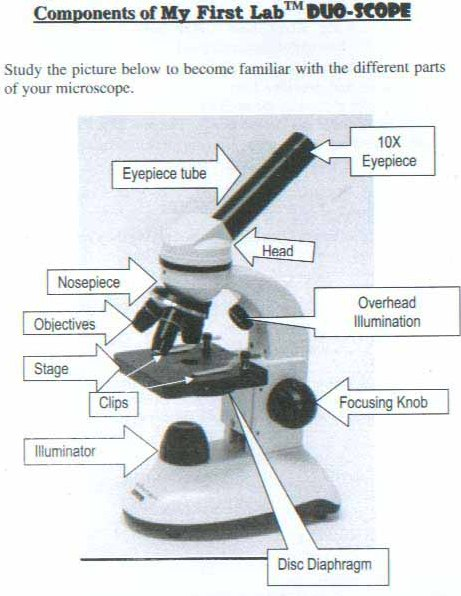 Components of My First Lab™ DUO-SCOPE
Study the picture below to become familiar with the different parts
of your microscope.
10X
Eyepiece
Eyepiece tube
Head
Nosepiece
Overhead
Illumination
Objectives
Stage
Clips
Focusing Knob
Illuminator
Disc Diaphragm